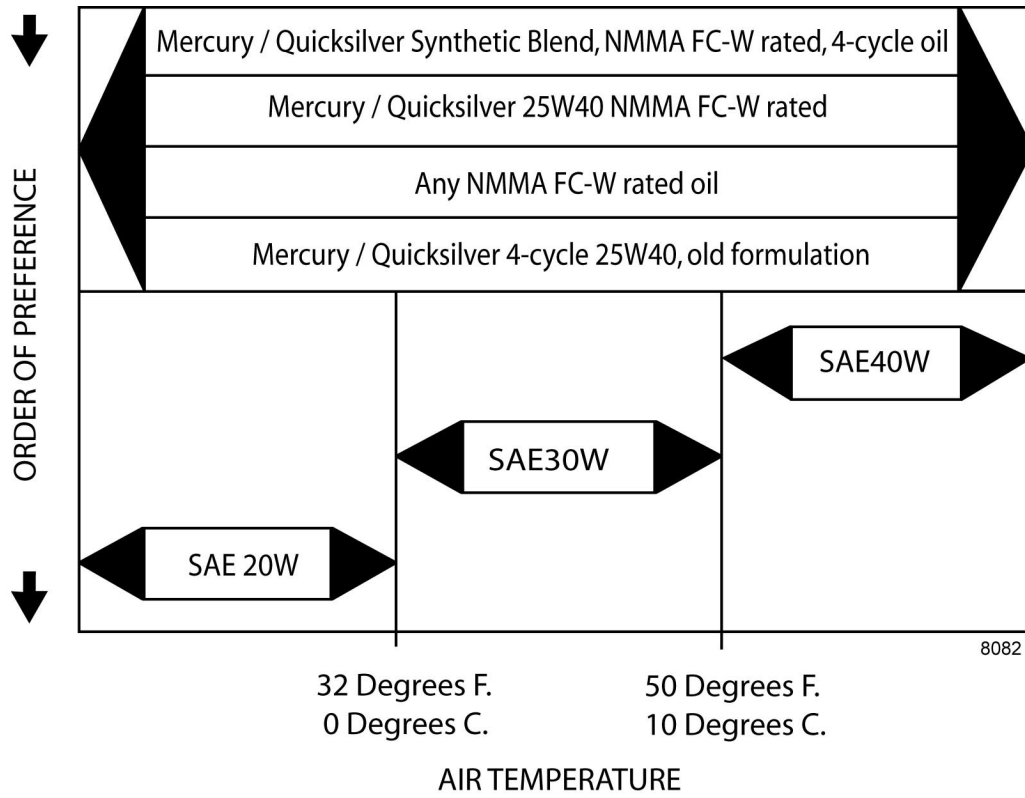 Mercury / Quicksilver Synthetic Blend, NMMA FC-W rated, 4-cycle oil
Mercury / Quicksilver 25W40 NMMA FC-W rated
Any NMMA FC-W rated oil
Mercury / Quicksilver 4-cycle 25W40, old formulation
ORDER OF PREFERENCE
SAE40W
SAE30W
SAE 20W
8082
32 Degrees F.
0 Degrees C.
50 Degrees F.
10 Degrees C.
AIR TEMPERATURE